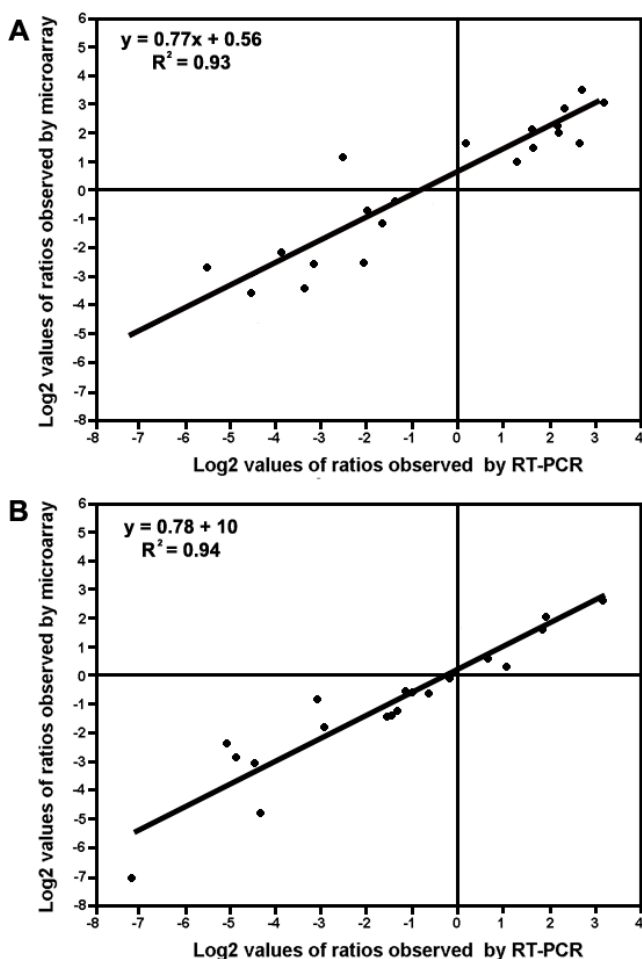 A
y = 0.77x + 0.56
R² = 0.93
Log2 values of ratios observed by microarray
6
5
4
3
2
1
0
-1
-2
-3
-4
-5
-6
-7
-8
-8 -7 -6 -5 -4 -3 -2 -1 0 1 2 3 4
Log2 values of ratios observed by RT-PCR
B
y = 0.78 + 10
R² = 0.94
Log2 values of ratios observed by microarray
6
5
4
3
2
1
0
-1
-2
-3
-4
-5
-6
-7
-8
-8 -7 -6 -5 -4 -3 -2 -1 0 1 2 3 4
Log2 values of ratios observed by RT-PCR